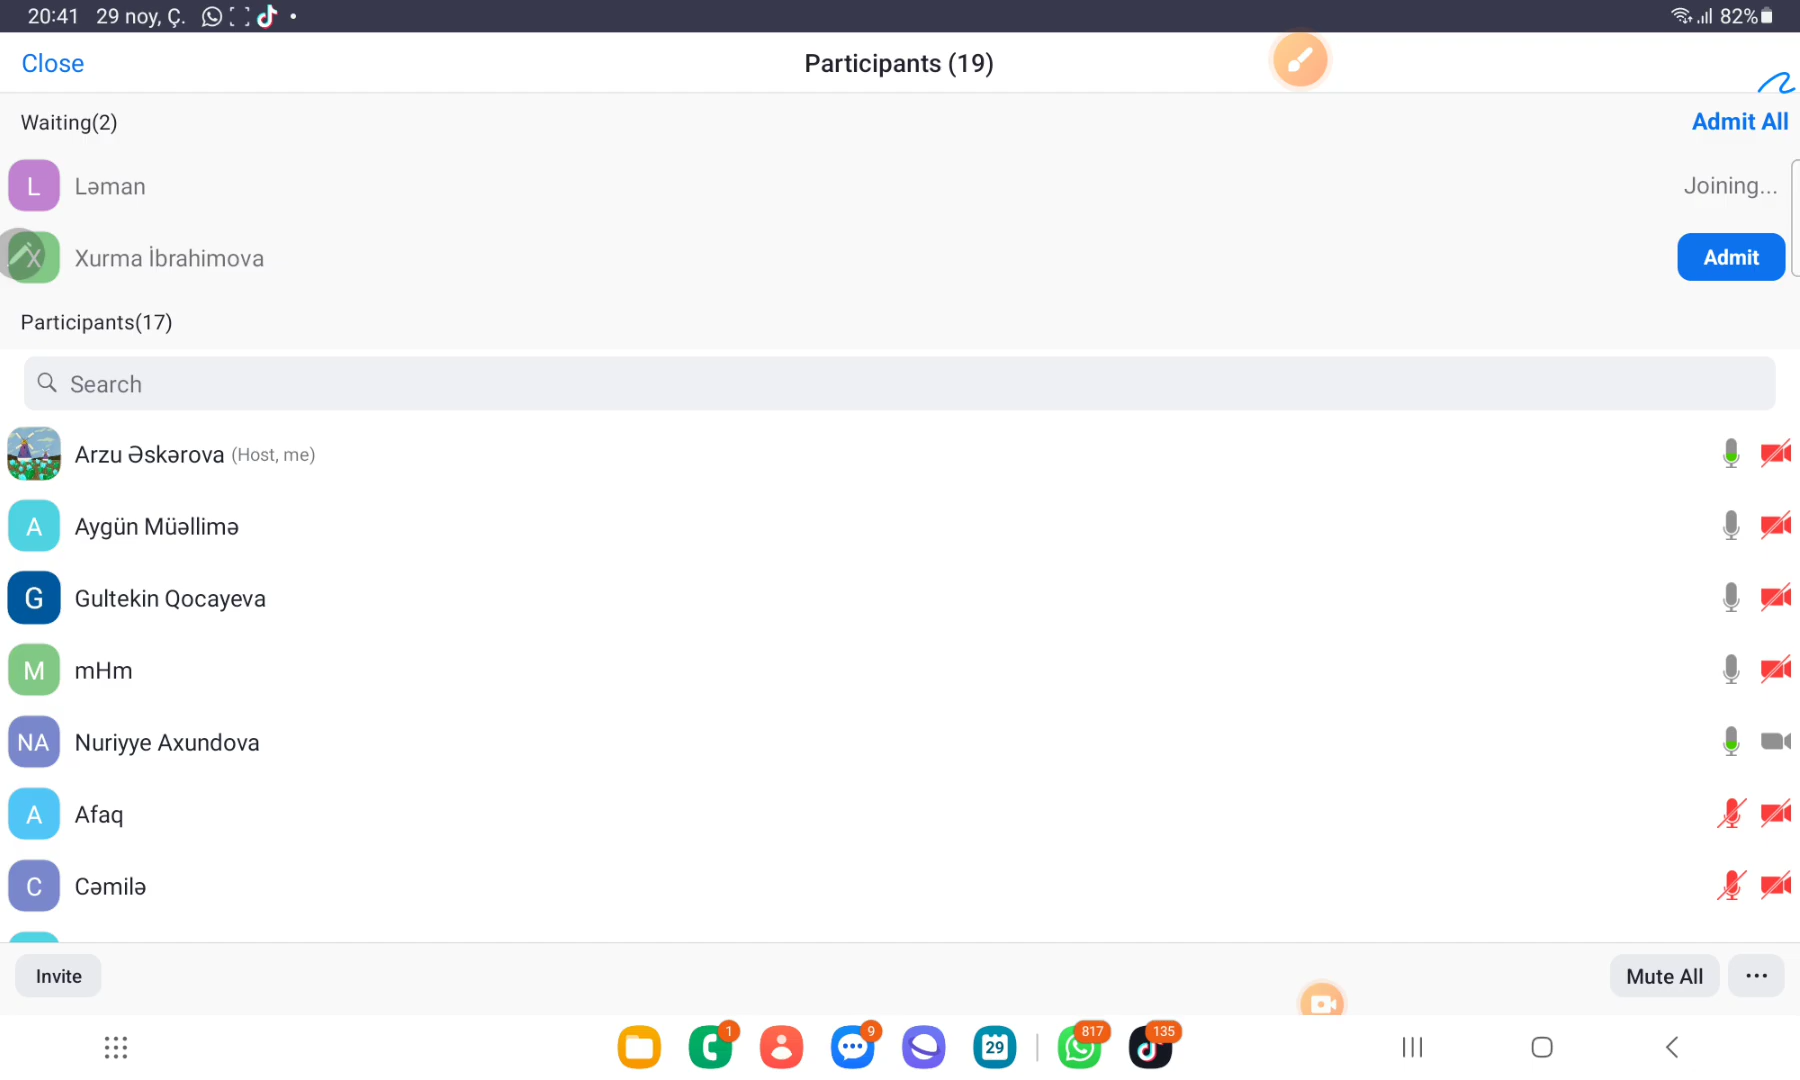 20:41 29 noy, Ç. 82%
Close Participants (19)
Waiting(2) Admit All
L Ləman Joining...
X Xurma İbrahimova Admit
Participants(17)
Search
Arzu Əskərova (Host, me)
A Aygün Müəllimə
G Gultekin Qocayeva
M mHm
NA Nuriyye Axundova
A Afaq
C Cəmilə
Invite Mute All
1 9 29 817 135